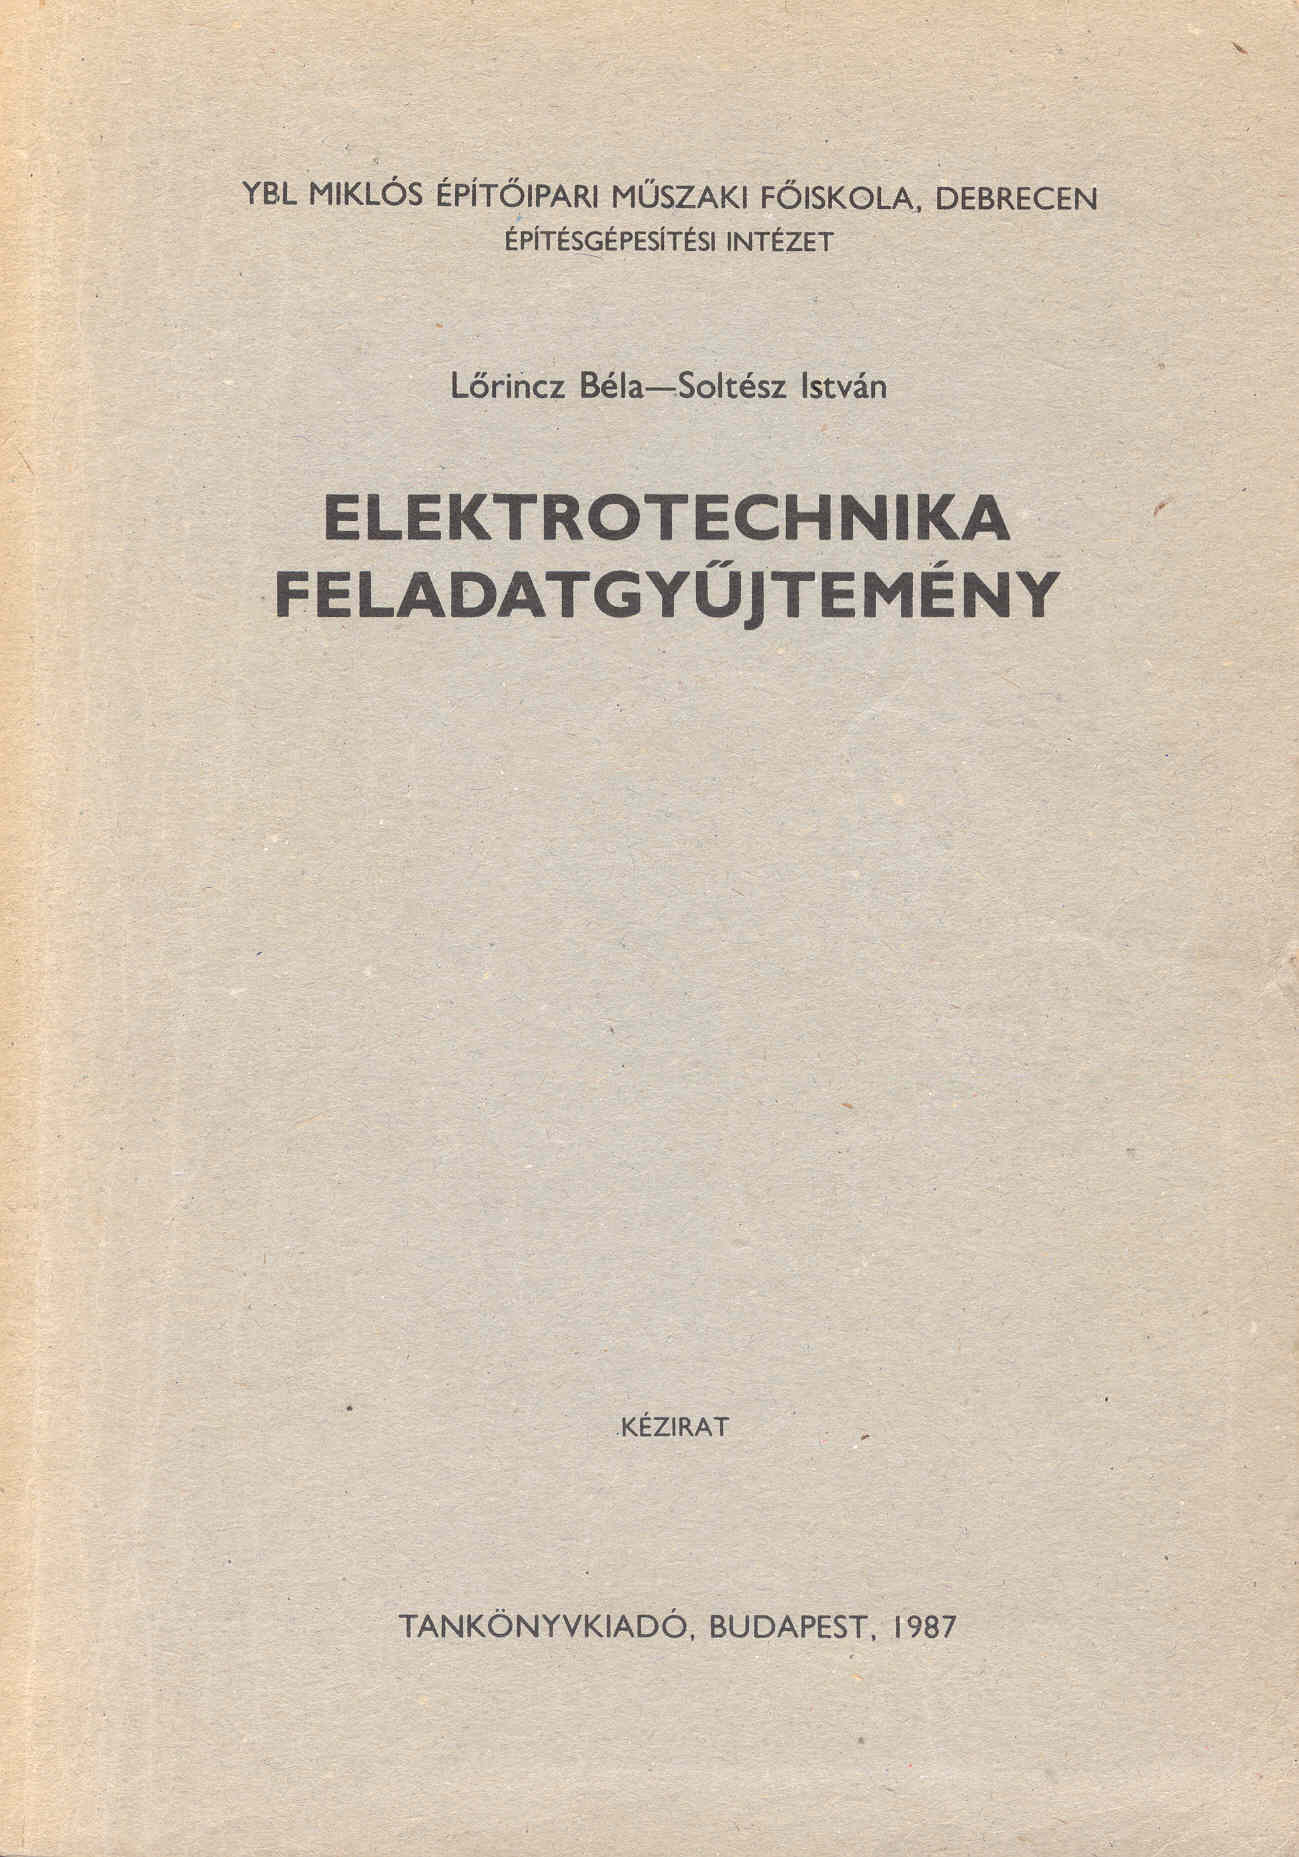 YBL MIKLÓS ÉPÍTŐIPARI MŰSZAKI FŐISKOLA, DEBRECEN
ÉPÍTÉSGÉPESÍTÉSI INTÉZET
Lőrincz Béla—Soltész István
ELEKTROTECHNIKA
FELADATGYŰJTEMÉNY
KÉZIRAT
TANKÖNYVKIADÓ, BUDAPEST, 1987